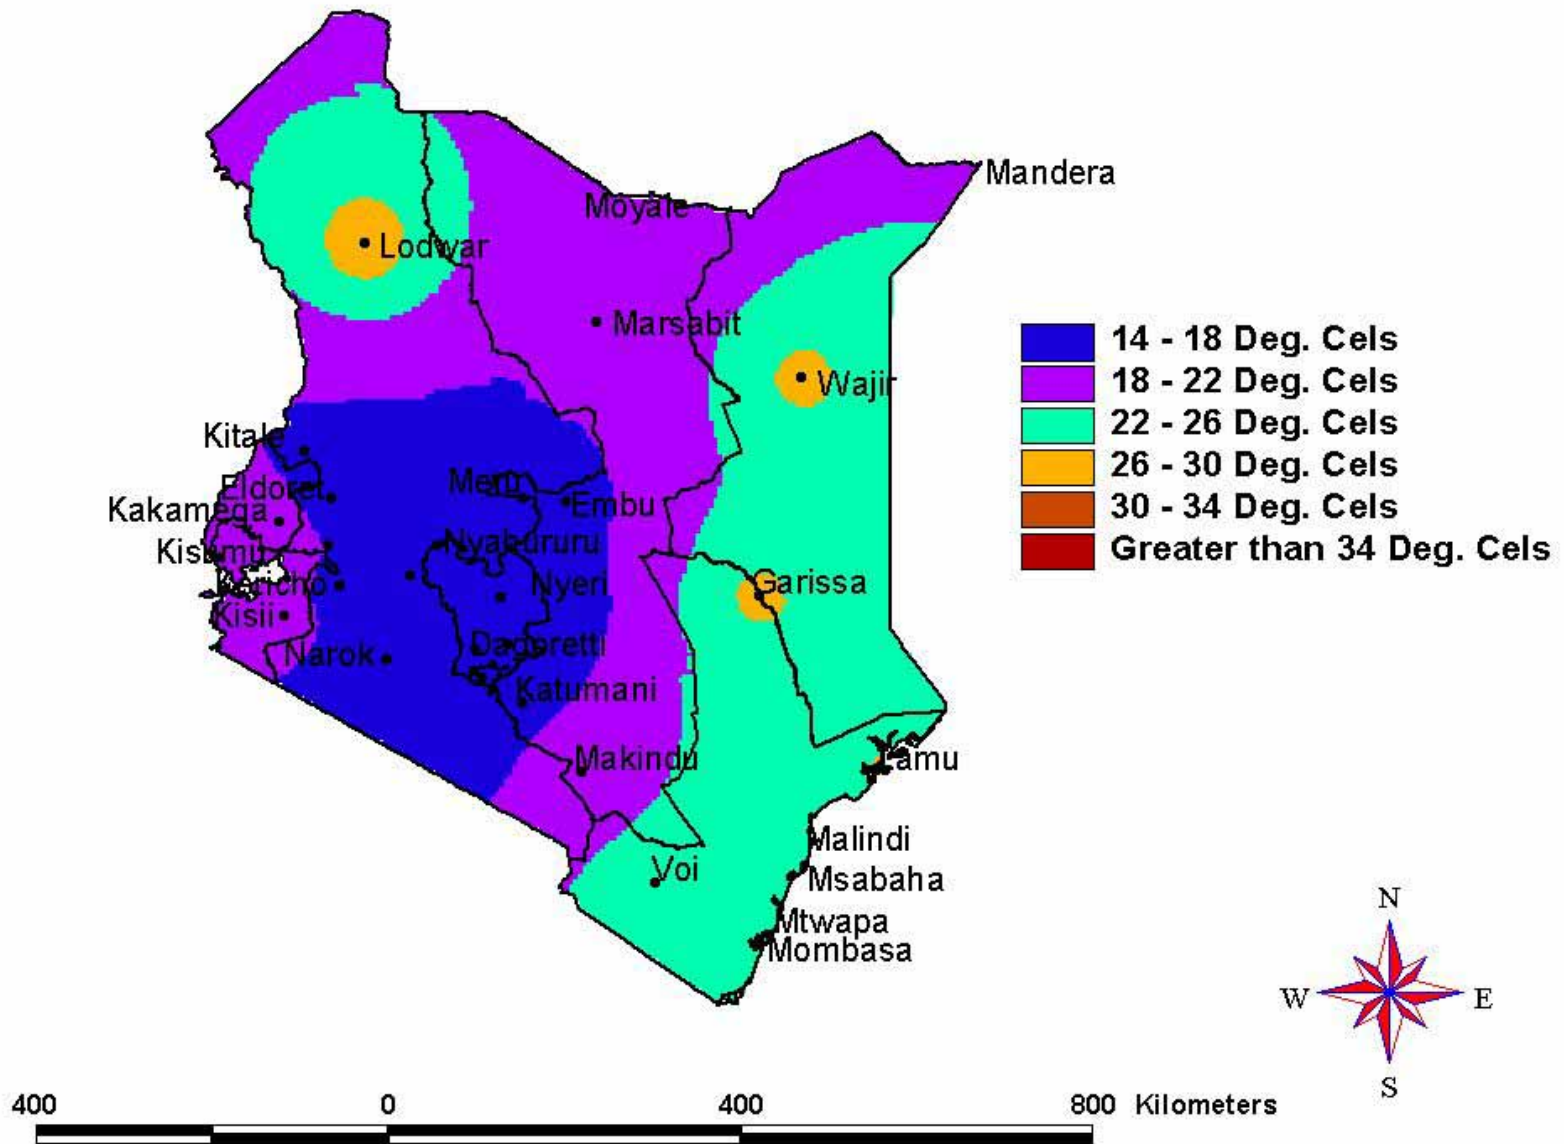 Mandera
Moyale
Lodwar
Marsabit
14 - 18 Deg. Cels
18 - 22 Deg. Cels
Wajir
22 - 26 Deg. Cels
Kitale
26 - 30 Deg. Cels
Eldoret
Meru
Embu
Kakamega
30 - 34 Deg. Cels
Kisumu
Nyahururu
Greater than 34 Deg. Cels
Kericho
Nyeri
Garissa
Kisii
Narok
Dagoretti
Katumani
Makindu
Lamu
Malindi
Voi
Msabaha
Mtwapa
Mombasa
N
W
E
S
400 0 400 800 Kilometers